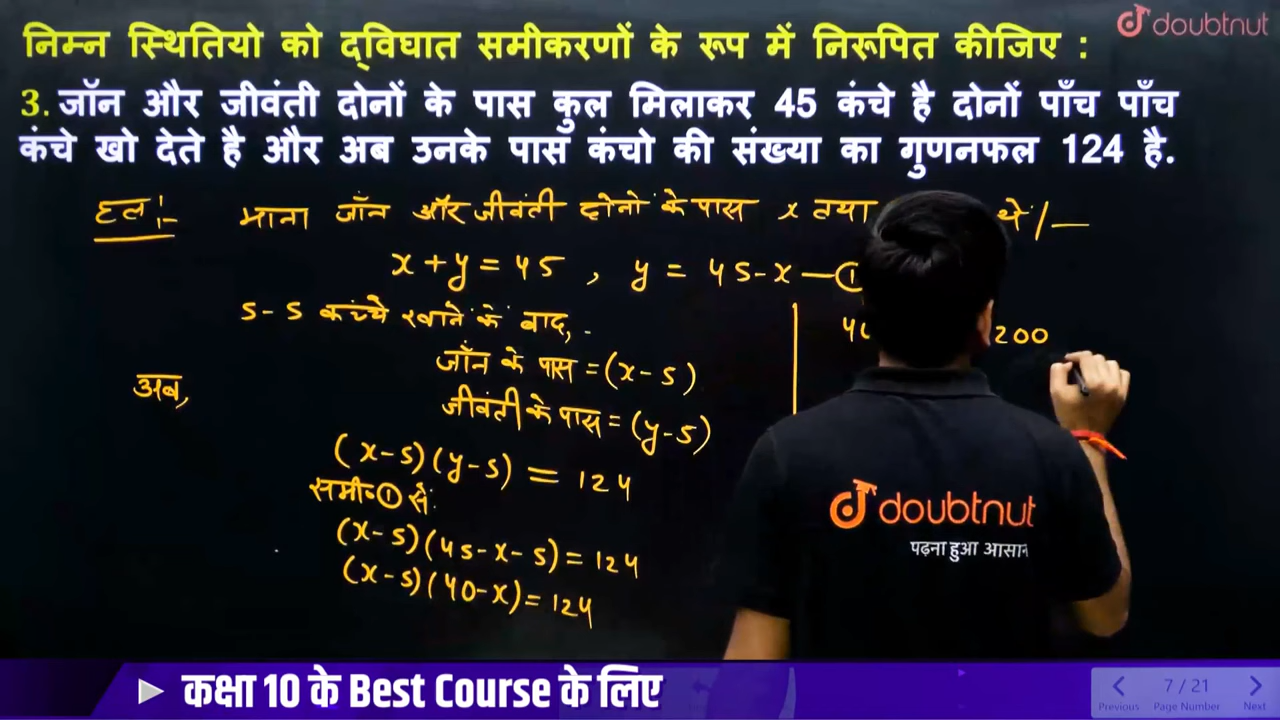 doubtnut
निम्न स्थितियो को द्विघात समीकरणों के रूप में निरूपित कीजिए :
3. जॉन और जीवंती दोनों के पास कुल मिलाकर 45 कंचे है दोनों पाँच पाँच
कंचे खो देते है और अब उनके पास कंचो की संख्या का गुणनफल 124 है.
हल:- माना जॉन और जीवंती दोनो के पास x तथा थे/—
x + y = 45 , y = 45-x —①
5-5 कंच्चे खोने के बाद,
40 200
जॉन के पास = (x-5)
अब,
जीवंती के पास = (y-5)
(x-5)(y-5) = 124
समी० ① से
(x-5)(45-x-5) = 124
(x-5)(40-x) = 124
doubtnut
पढ़ना हुआ आसान
कक्षा 10 के Best Course के लिए
7 / 21
Previous Page Number Next